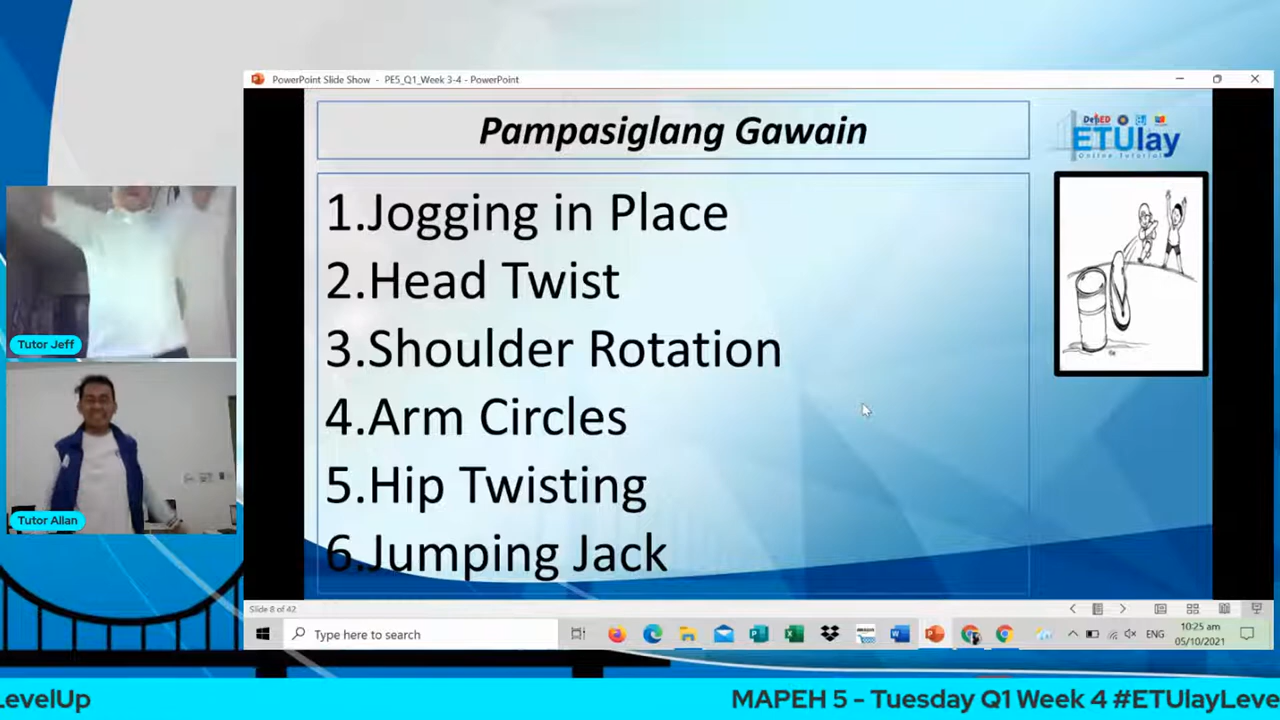 PowerPoint Slide Show - PE5_Q1_Week 3-4 - PowerPoint
Pampasiglang Gawain
DepED
ETUlay
Online Tutorial
1.Jogging in Place
2.Head Twist
3.Shoulder Rotation
4.Arm Circles
5.Hip Twisting
6.Jumping Jack
Tutor Jeff
Tutor Allan
Slide 8 of 42
Type here to search
ENG
10:25 am
05/10/2021
LevelUp MAPEH 5 - Tuesday Q1 Week 4 #ETUlayLeve